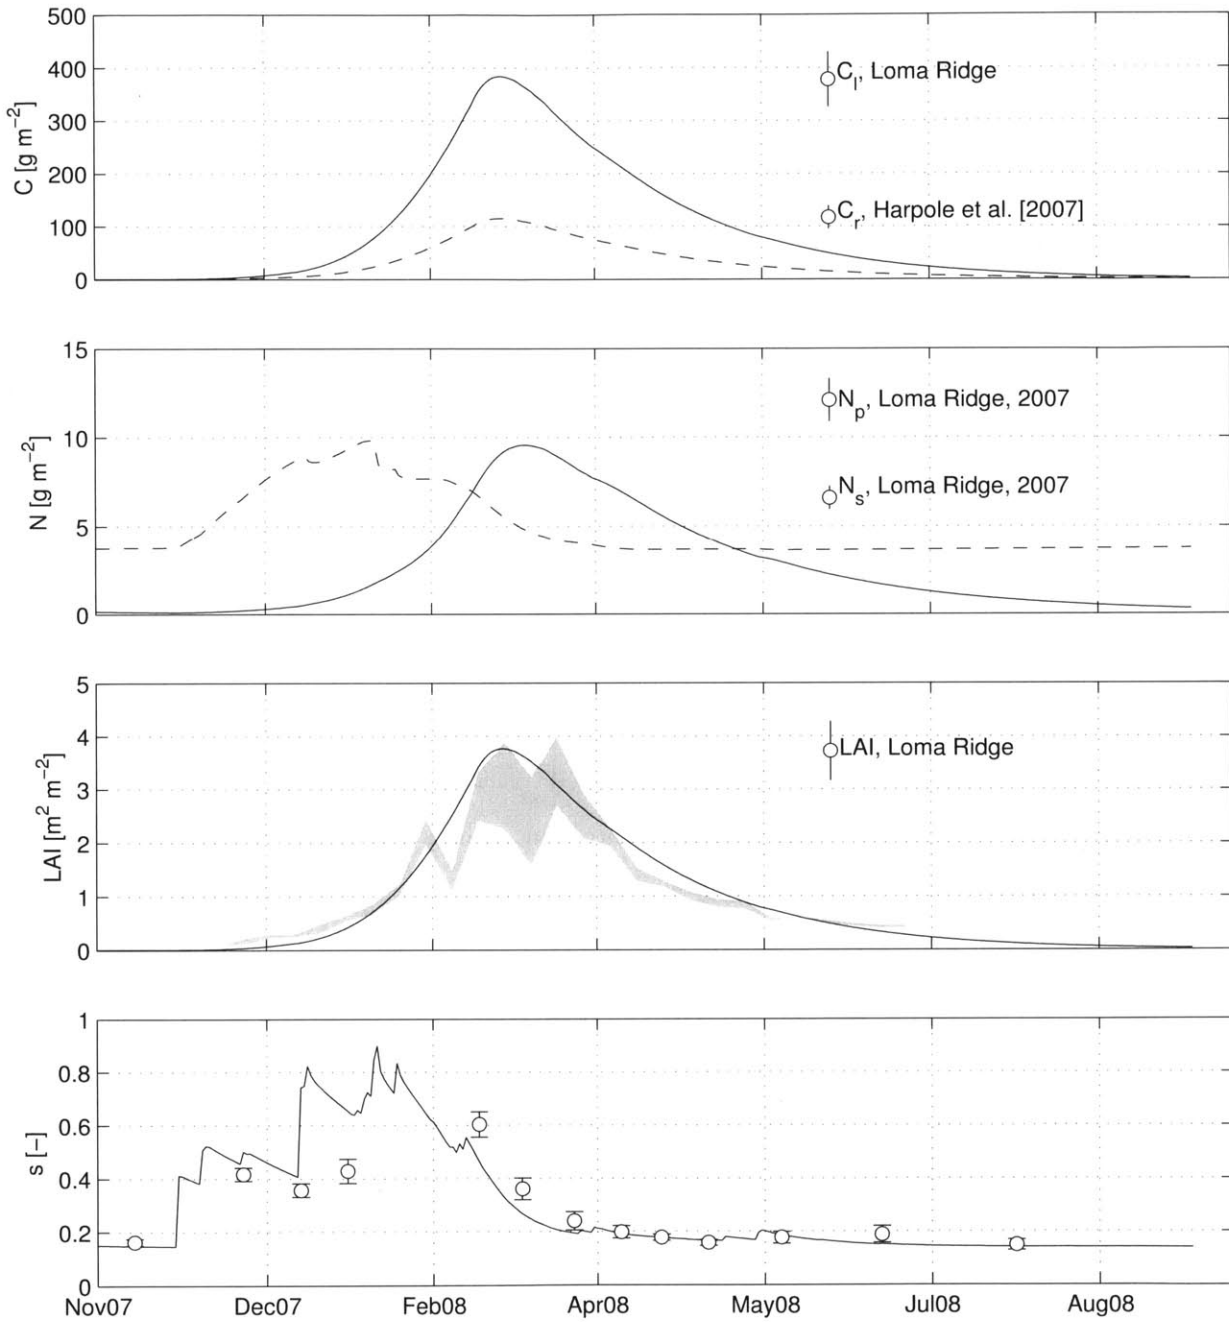 500
400
300
200
100
0
C [g m⁻²]
C_l, Loma Ridge
C_r, Harpole et al. [2007]
15
10
5
0
N [g m⁻²]
N_p, Loma Ridge, 2007
N_s, Loma Ridge, 2007
5
4
3
2
1
0
LAI [m² m⁻²]
LAI, Loma Ridge
1
0.8
0.6
0.4
0.2
0
s [-]
Nov07 Dec07 Feb08 Apr08 May08 Jul08 Aug08